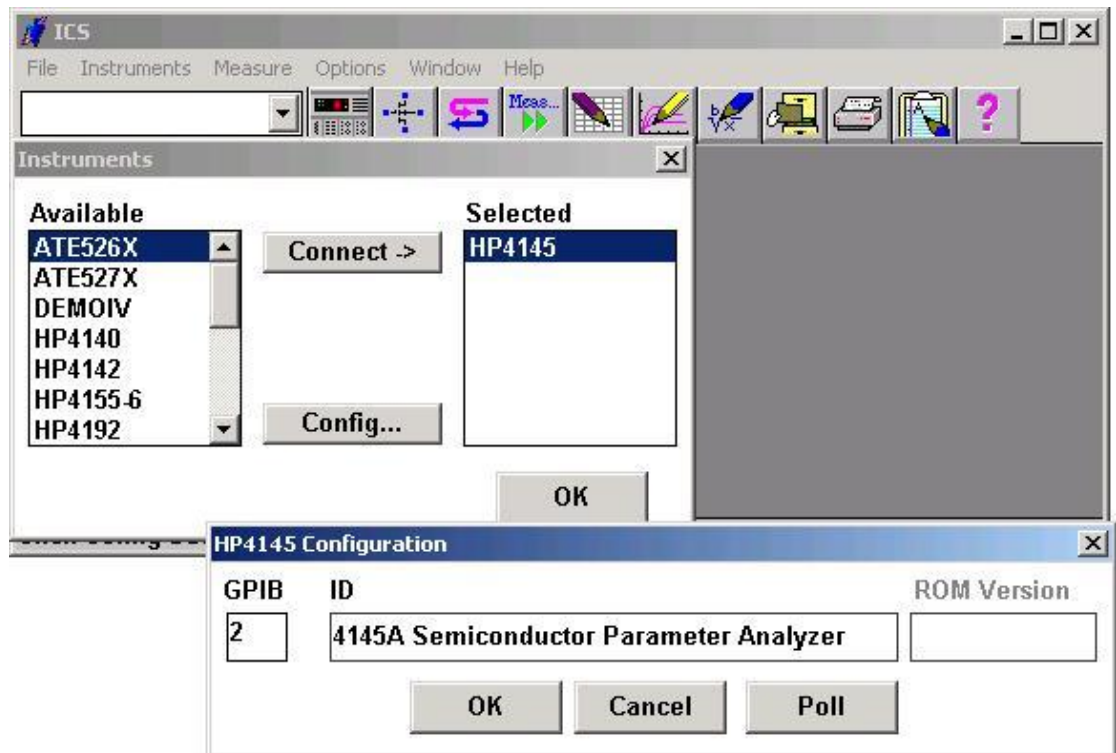 ICS
File Instruments Measure Options Window Help
Meas...
Instruments
Available
Selected
ATE526X
Connect ->
HP4145
ATE527X
DEMOIV
HP4140
HP4142
HP4155-6
HP4192
Config...
OK
HP4145 Configuration
GPIB
ID
ROM Version
2
4145A Semiconductor Parameter Analyzer
OK
Cancel
Poll